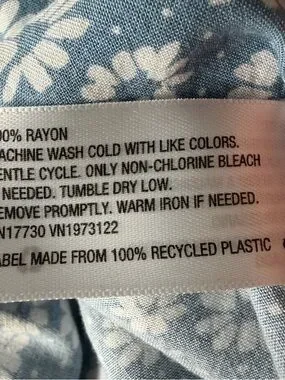 00% RAYON
ACHINE WASH COLD WITH LIKE COLORS.
ENTLE CYCLE. ONLY NON-CHLORINE BLEACH
NEEDED. TUMBLE DRY LOW.
EMOVE PROMPTLY. WARM IRON IF NEEDED.
N17730 VN1973122
ABEL MADE FROM 100% RECYCLED PLASTIC